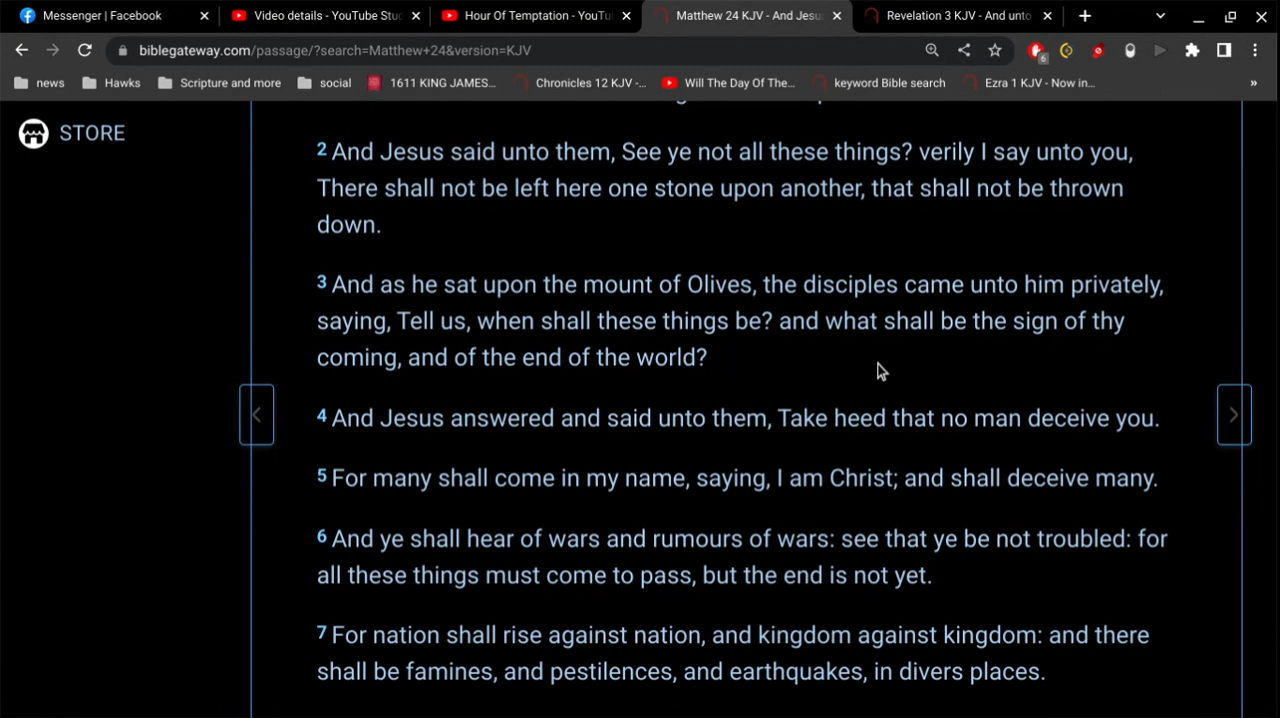 Messenger | Facebook
Video details - YouTube Stu
Hour Of Temptation - YouTu
Matthew 24 KJV - And Jesu
Revelation 3 KJV - And unto
biblegateway.com/passage/?search=Matthew+24&version=KJV
6
news
Hawks
Scripture and more
social
1611 KING JAMES...
Chronicles 12 KJV -...
Will The Day Of The...
keyword Bible search
Ezra 1 KJV - Now in...
»
STORE
2 And Jesus said unto them, See ye not all these things? verily I say unto you,
There shall not be left here one stone upon another, that shall not be thrown
down.
3 And as he sat upon the mount of Olives, the disciples came unto him privately,
saying, Tell us, when shall these things be? and what shall be the sign of thy
coming, and of the end of the world?
4 And Jesus answered and said unto them, Take heed that no man deceive you.
5 For many shall come in my name, saying, I am Christ; and shall deceive many.
6 And ye shall hear of wars and rumours of wars: see that ye be not troubled: for
all these things must come to pass, but the end is not yet.
7 For nation shall rise against nation, and kingdom against kingdom: and there
shall be famines, and pestilences, and earthquakes, in divers places.